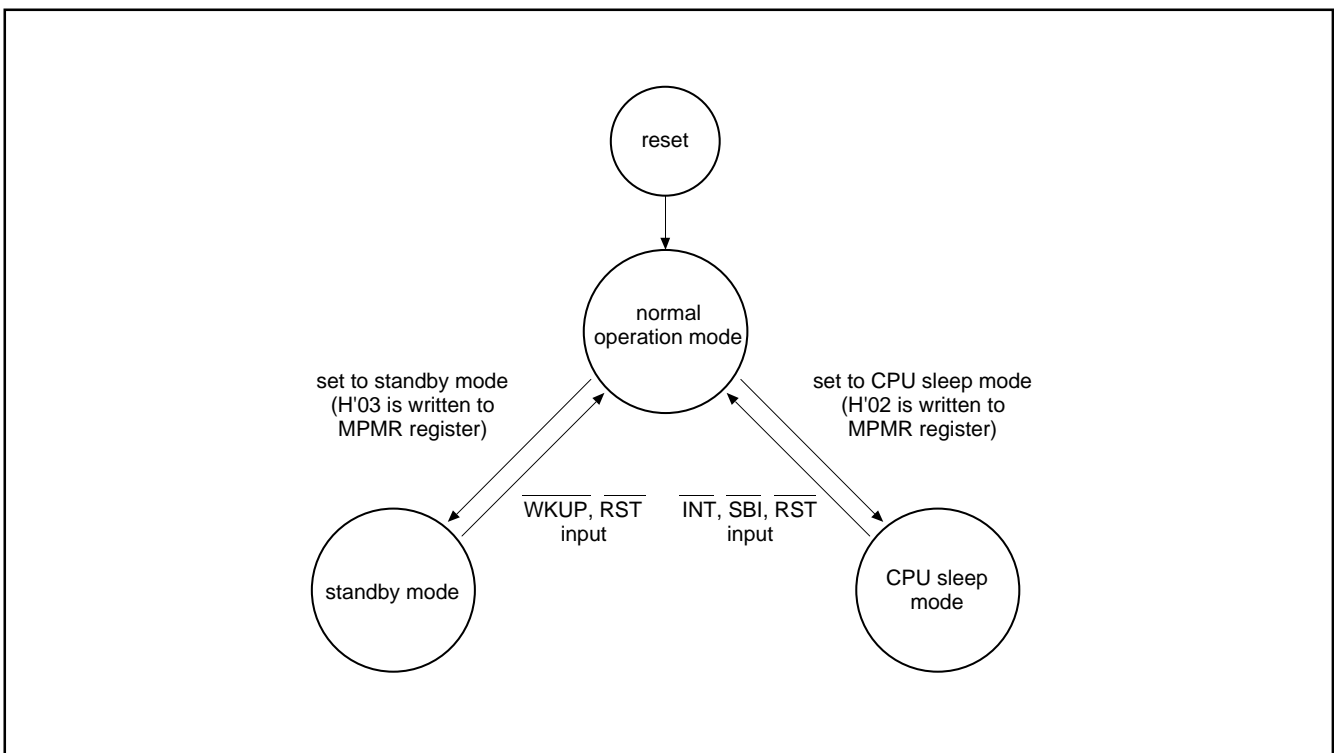 reset
normal
operation mode
set to standby mode
(H'03 is written to
MPMR register)
set to CPU sleep mode
(H'02 is written to
MPMR register)
WKUP, RST
input
INT, SBI, RST
input
standby mode
CPU sleep
mode